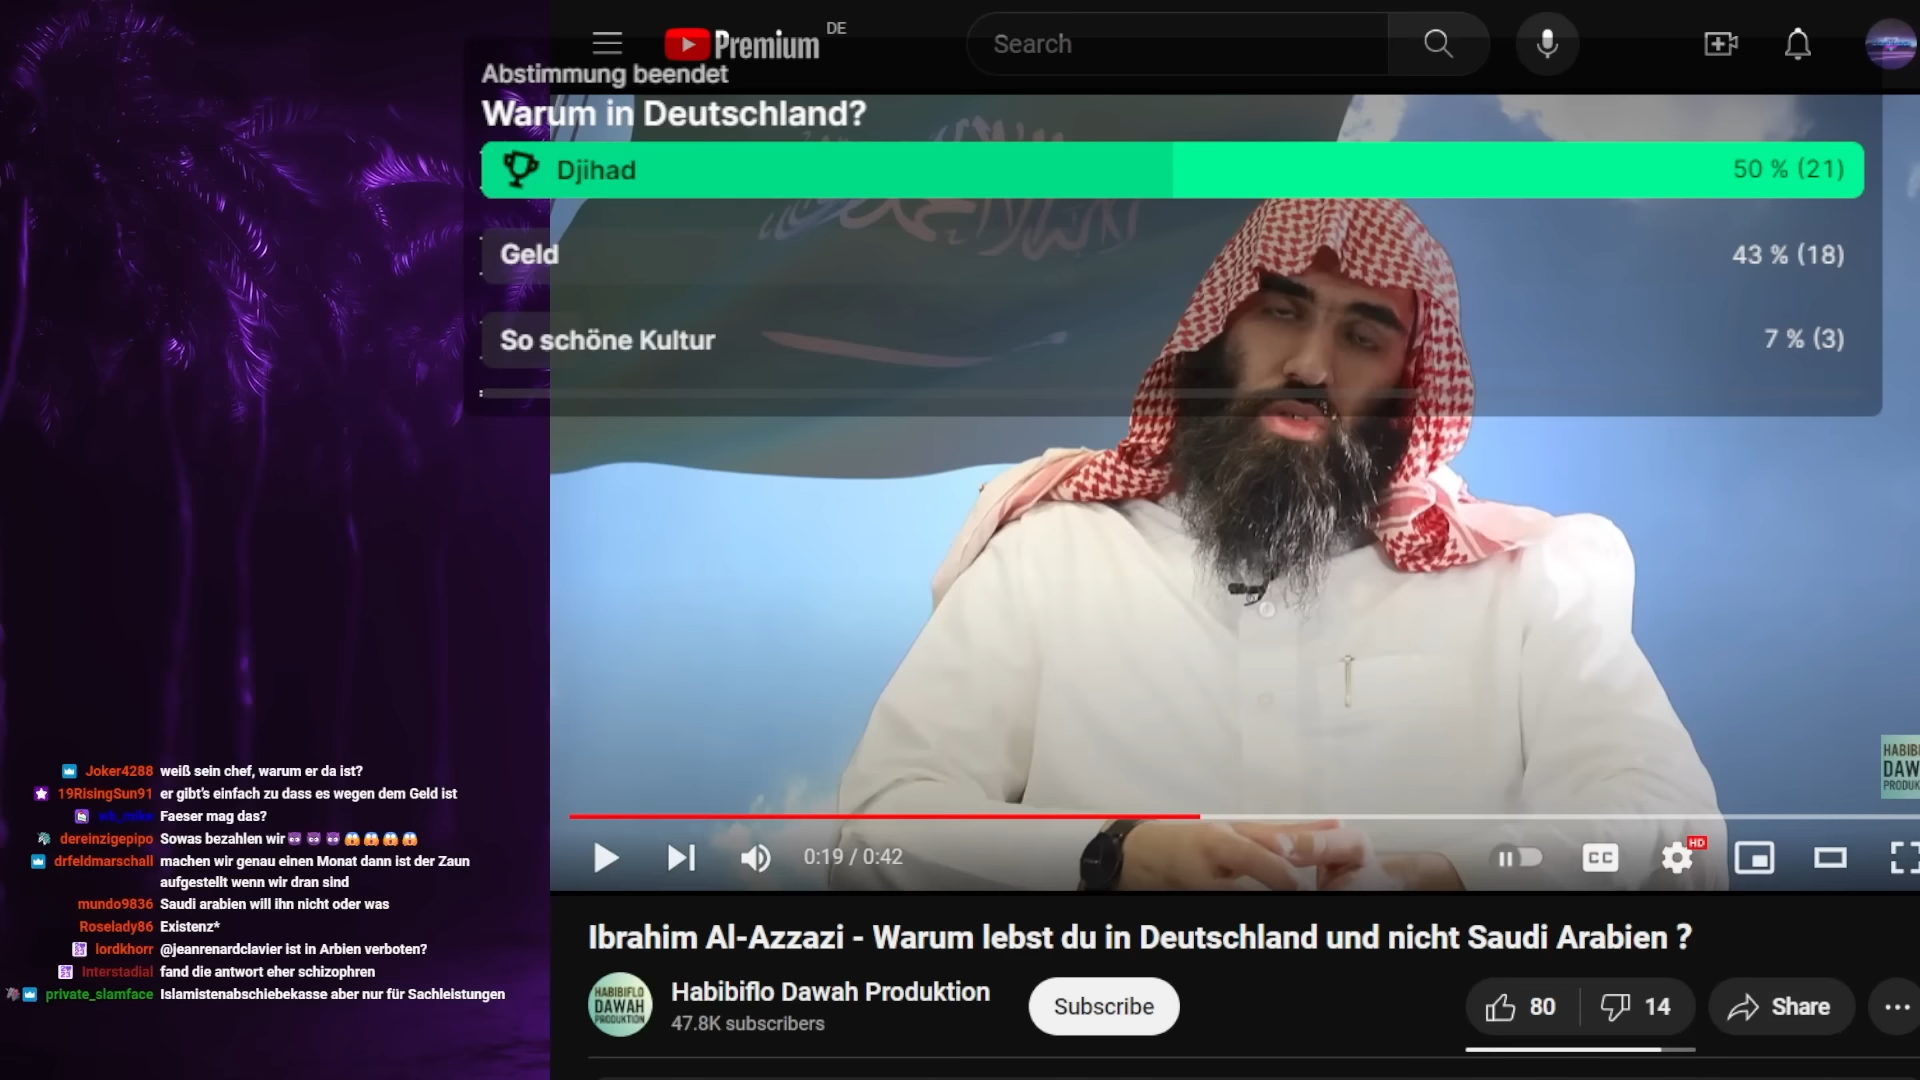 DE
Premium
Search
Abstimmung beendet
Warum in Deutschland?
Djihad
50 % (21)
Geld
43 % (18)
So schöne Kultur
7 % (3)
HABIBI
DAW
PRODUK
0:19 / 0:42
CC
HD
Joker4288 weiß sein chef, warum er da ist?
19RisingSun91 er gibt's einfach zu dass es wegen dem Geld ist
Faeser mag das?
dereinzigepipo Sowas bezahlen wir
drfeldmarschall machen wir genau einen Monat dann ist der Zaun
aufgestellt wenn wir dran sind
mundo9836 Saudi arabien will ihn nicht oder was
Roselady86 Existenz*
lordkhorr @jeanrenardclavier ist in Arbien verboten?
Interstadial fand die antwort eher schizophren
private_slamface Islamistenabschiebekasse aber nur für Sachleistungen
Ibrahim Al-Azzazi - Warum lebst du in Deutschland und nicht Saudi Arabien ?
HABIBIFLO
DAWAH
PRODUKTION
Habibiflo Dawah Produktion
47.8K subscribers
Subscribe
80
14
Share